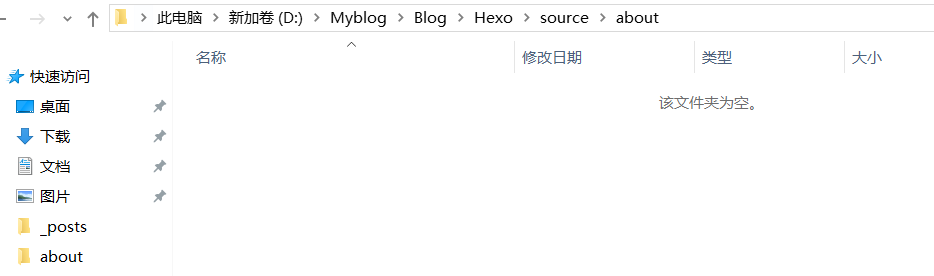 此电脑 > 新加卷 (D:) > Myblog > Blog > Hexo > source > about
名称 修改日期 类型 大小
该文件夹为空。
快速访问
桌面
下载
文档
图片
_posts
about